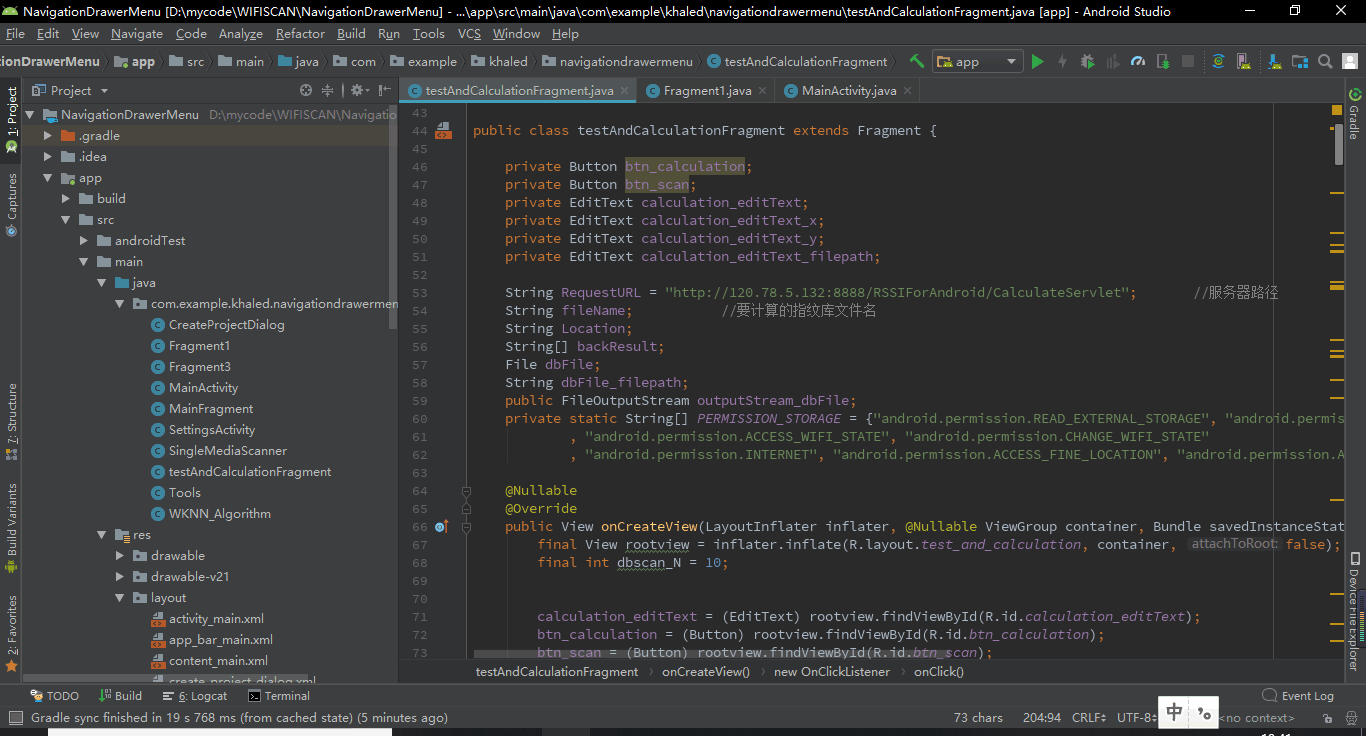 NavigationDrawerMenu [D:\mycode\WIFISCAN\NavigationDrawerMenu] - ...\app\src\main\java\com\example\khaled\navigationdrawermenu\testAndCalculationFragment.java [app] - Android Studio
File Edit View Navigate Code Analyze Refactor Build Run Tools VCS Window Help
tionDrawerMenu app src main java com example khaled navigationdrawermenu testAndCalculationFragment app
Project
testAndCalculationFragment.java Fragment1.java MainActivity.java
1: Project
Captures
7: Structure
Build Variants
2: Favorites
NavigationDrawerMenu D:\mycode\WIFISCAN\Navigatio
.gradle
.idea
app
build
src
androidTest
main
java
com.example.khaled.navigationdrawermen
CreateProjectDialog
Fragment1
Fragment3
MainActivity
MainFragment
SettingsActivity
SingleMediaScanner
testAndCalculationFragment
Tools
WKNN_Algorithm
res
drawable
drawable-v21
layout
activity_main.xml
app_bar_main.xml
content_main.xml
create_project_dialog.xml
43
44 public class testAndCalculationFragment extends Fragment {
45
46 private Button btn_calculation;
47 private Button btn_scan;
48 private EditText calculation_editText;
49 private EditText calculation_editText_x;
50 private EditText calculation_editText_y;
51 private EditText calculation_editText_filepath;
52
53 String RequestURL = "http://120.78.5.132:8888/RSSIForAndroid/CalculateServlet"; //服务器路径
54 String fileName; //要计算的指纹库文件名
55 String Location;
56 String[] backResult;
57 File dbFile;
58 String dbFile_filepath;
59 public FileOutputStream outputStream_dbFile;
60 private static String[] PERMISSION_STORAGE = {"android.permission.READ_EXTERNAL_STORAGE", "android.permis
61 , "android.permission.ACCESS_WIFI_STATE", "android.permission.CHANGE_WIFI_STATE"
62 , "android.permission.INTERNET", "android.permission.ACCESS_FINE_LOCATION", "android.permission.A
63
64 @Nullable
65 @Override
66 public View onCreateView(LayoutInflater inflater, @Nullable ViewGroup container, Bundle savedInstanceStat
67 final View rootview = inflater.inflate(R.layout.test_and_calculation, container, attachToRoot: false);
68 final int dbscan_N = 10;
69
70
71 calculation_editText = (EditText) rootview.findViewById(R.id.calculation_editText);
72 btn_calculation = (Button) rootview.findViewById(R.id.btn_calculation);
73 btn_scan = (Button) rootview.findViewById(R.id.btn_scan);
testAndCalculationFragment onCreateView() new OnClickListener onClick()
Gradle
Device File Explorer
TODO Build 6: Logcat Terminal Event Log
Gradle sync finished in 19 s 768 ms (from cached state) (5 minutes ago) 73 chars 204:94 CRLF UTF-8 中 <no context>